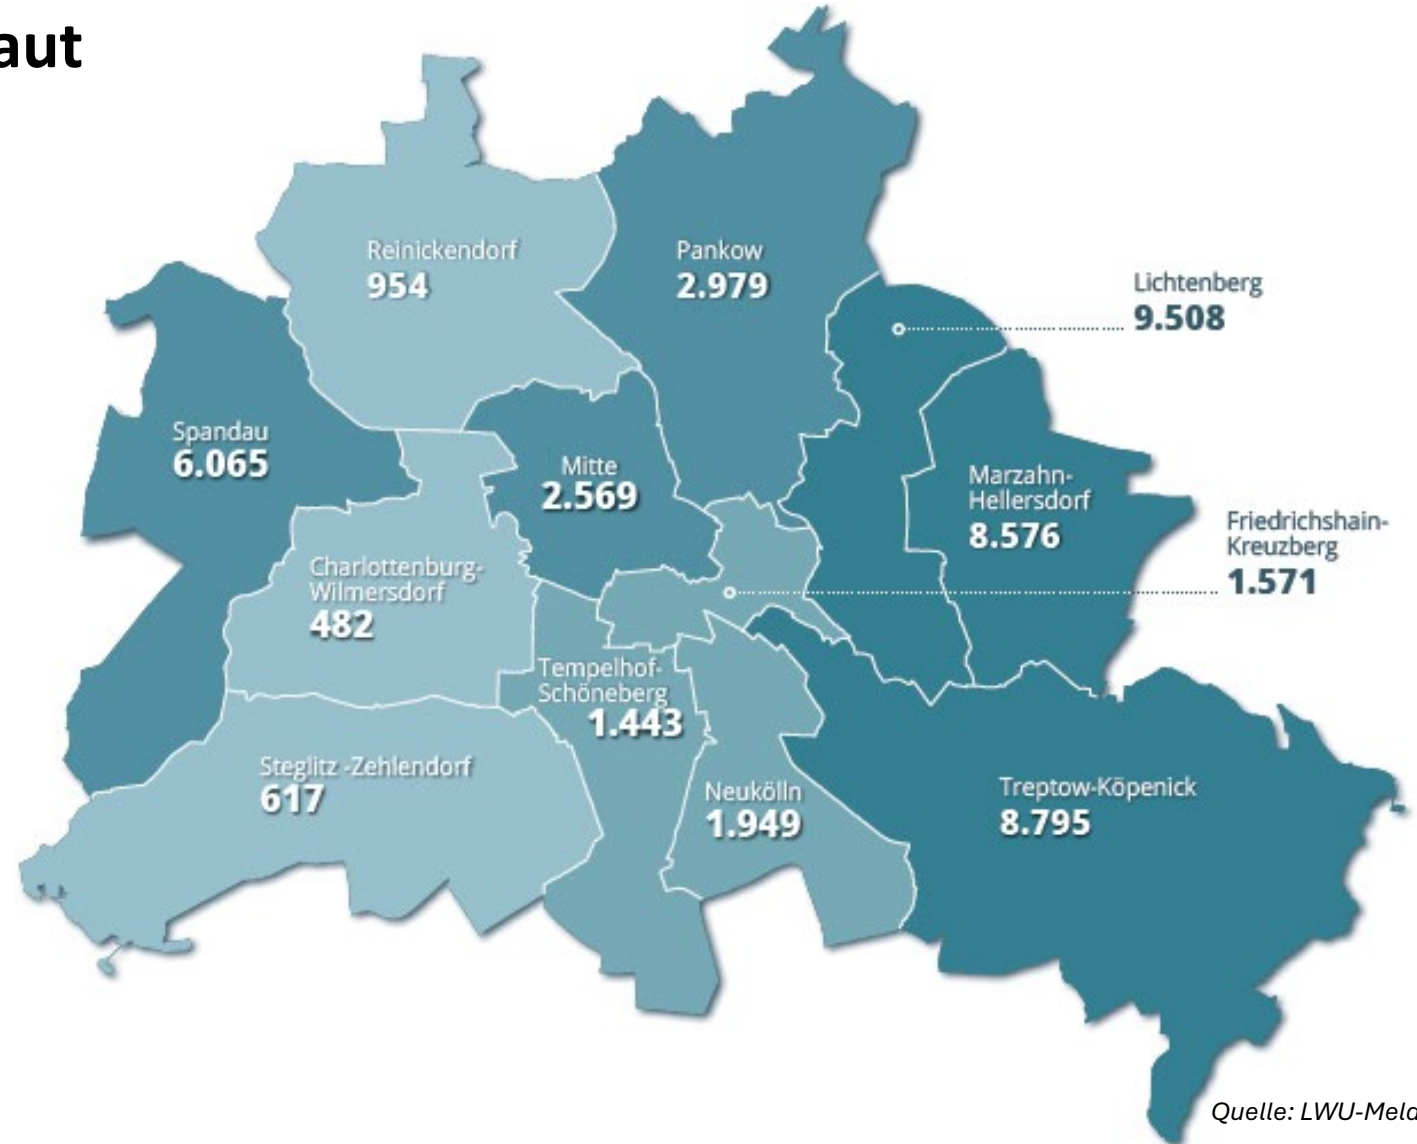 aut
Reinickendorf
954
Pankow
2.979
Lichtenberg
9.508
Spandau
6.065
Mitte
2.569
Marzahn-
Hellersdorf
8.576
Friedrichshain-
Kreuzberg
1.571
Charlottenburg-
Wilmersdorf
482
Tempelhof-
Schöneberg
1.443
Steglitz -Zehlendorf
617
Neukölln
1.949
Treptow-Köpenick
8.795
Quelle: LWU-Meld